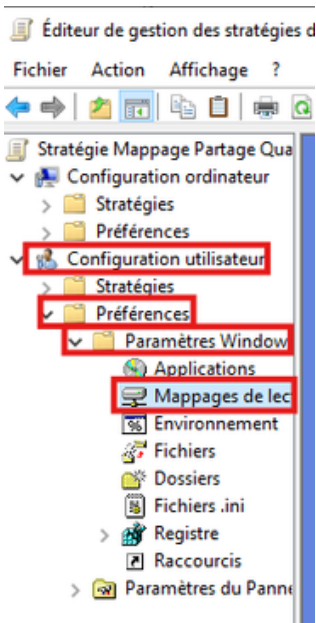 Éditeur de gestion des stratégies d
Fichier Action Affichage ?
Stratégie Mappage Partage Qua
Configuration ordinateur
Stratégies
Préférences
Configuration utilisateur
Stratégies
Préférences
Paramètres Window
Applications
Mappages de lec
Environnement
Fichiers
Dossiers
Fichiers .ini
Registre
Raccourcis
Paramètres du Panne